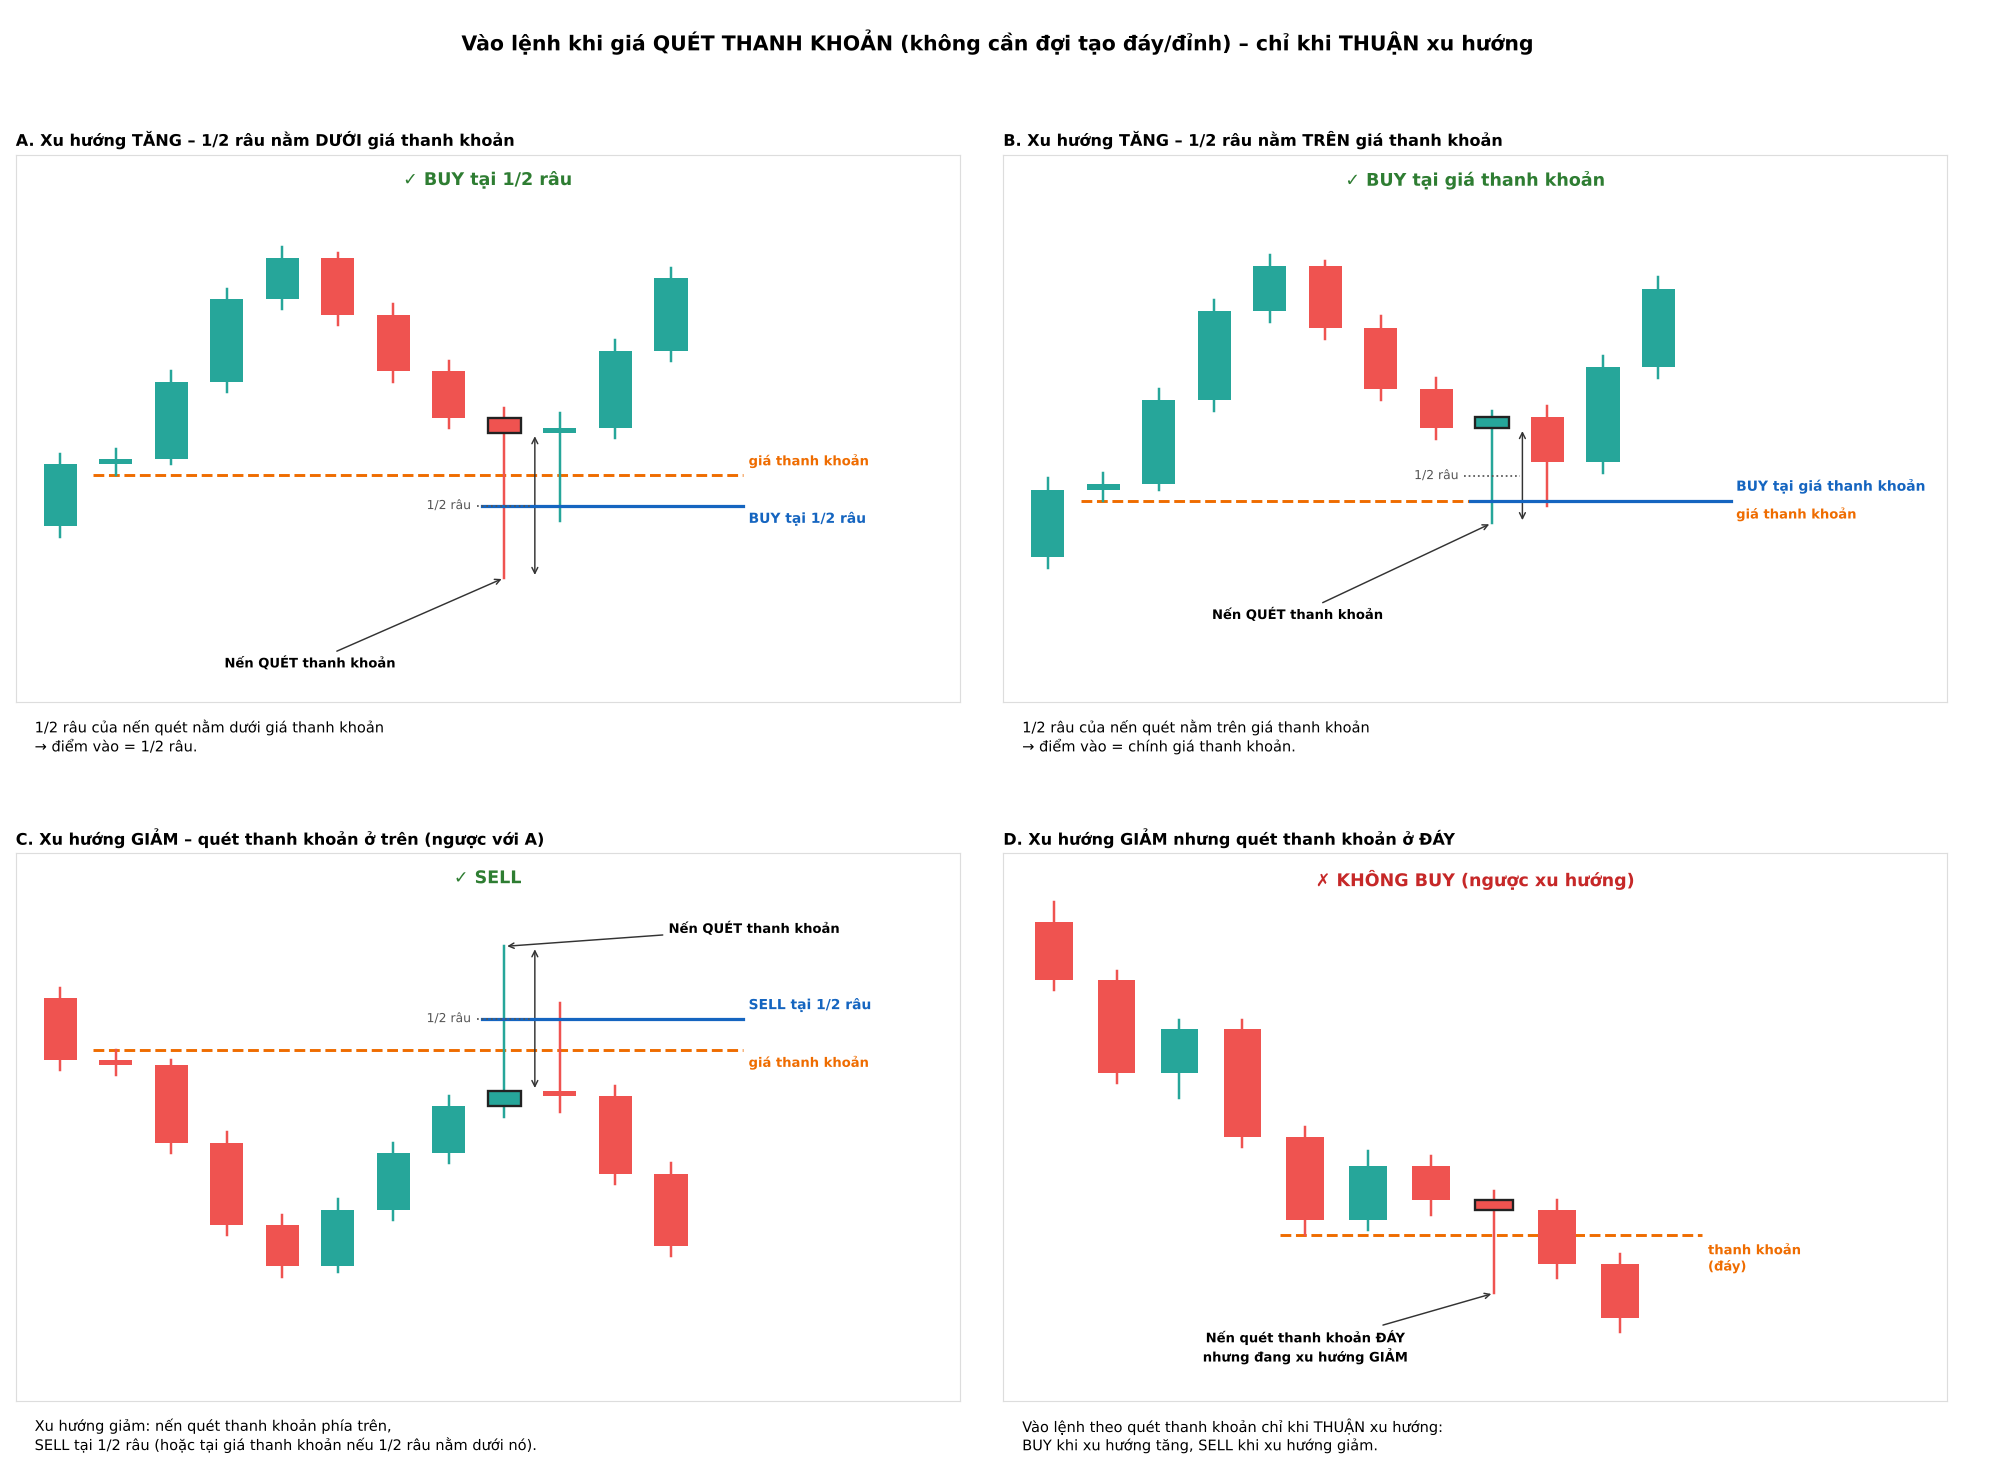 Vào lệnh khi giá QUÉT THANH KHOẢN (không cần đợi tạo đáy/đỉnh) – chỉ khi THUẬN xu hướng
A. Xu hướng TĂNG – 1/2 râu nằm DƯỚI giá thanh khoản
✓ BUY tại 1/2 râu
giá thanh khoản
1/2 râu
BUY tại 1/2 râu
Nến QUÉT thanh khoản
1/2 râu của nến quét nằm dưới giá thanh khoản
→ điểm vào = 1/2 râu.
B. Xu hướng TĂNG – 1/2 râu nằm TRÊN giá thanh khoản
✓ BUY tại giá thanh khoản
1/2 râu
BUY tại giá thanh khoản
giá thanh khoản
Nến QUÉT thanh khoản
1/2 râu của nến quét nằm trên giá thanh khoản
→ điểm vào = chính giá thanh khoản.
C. Xu hướng GIẢM – quét thanh khoản ở trên (ngược với A)
✓ SELL
Nến QUÉT thanh khoản
SELL tại 1/2 râu
1/2 râu
giá thanh khoản
Xu hướng giảm: nến quét thanh khoản phía trên,
SELL tại 1/2 râu (hoặc tại giá thanh khoản nếu 1/2 râu nằm dưới nó).
D. Xu hướng GIẢM nhưng quét thanh khoản ở ĐÁY
✗ KHÔNG BUY (ngược xu hướng)
thanh khoản
(đáy)
Nến quét thanh khoản ĐÁY
nhưng đang xu hướng GIẢM
Vào lệnh theo quét thanh khoản chỉ khi THUẬN xu hướng:
BUY khi xu hướng tăng, SELL khi xu hướng giảm.